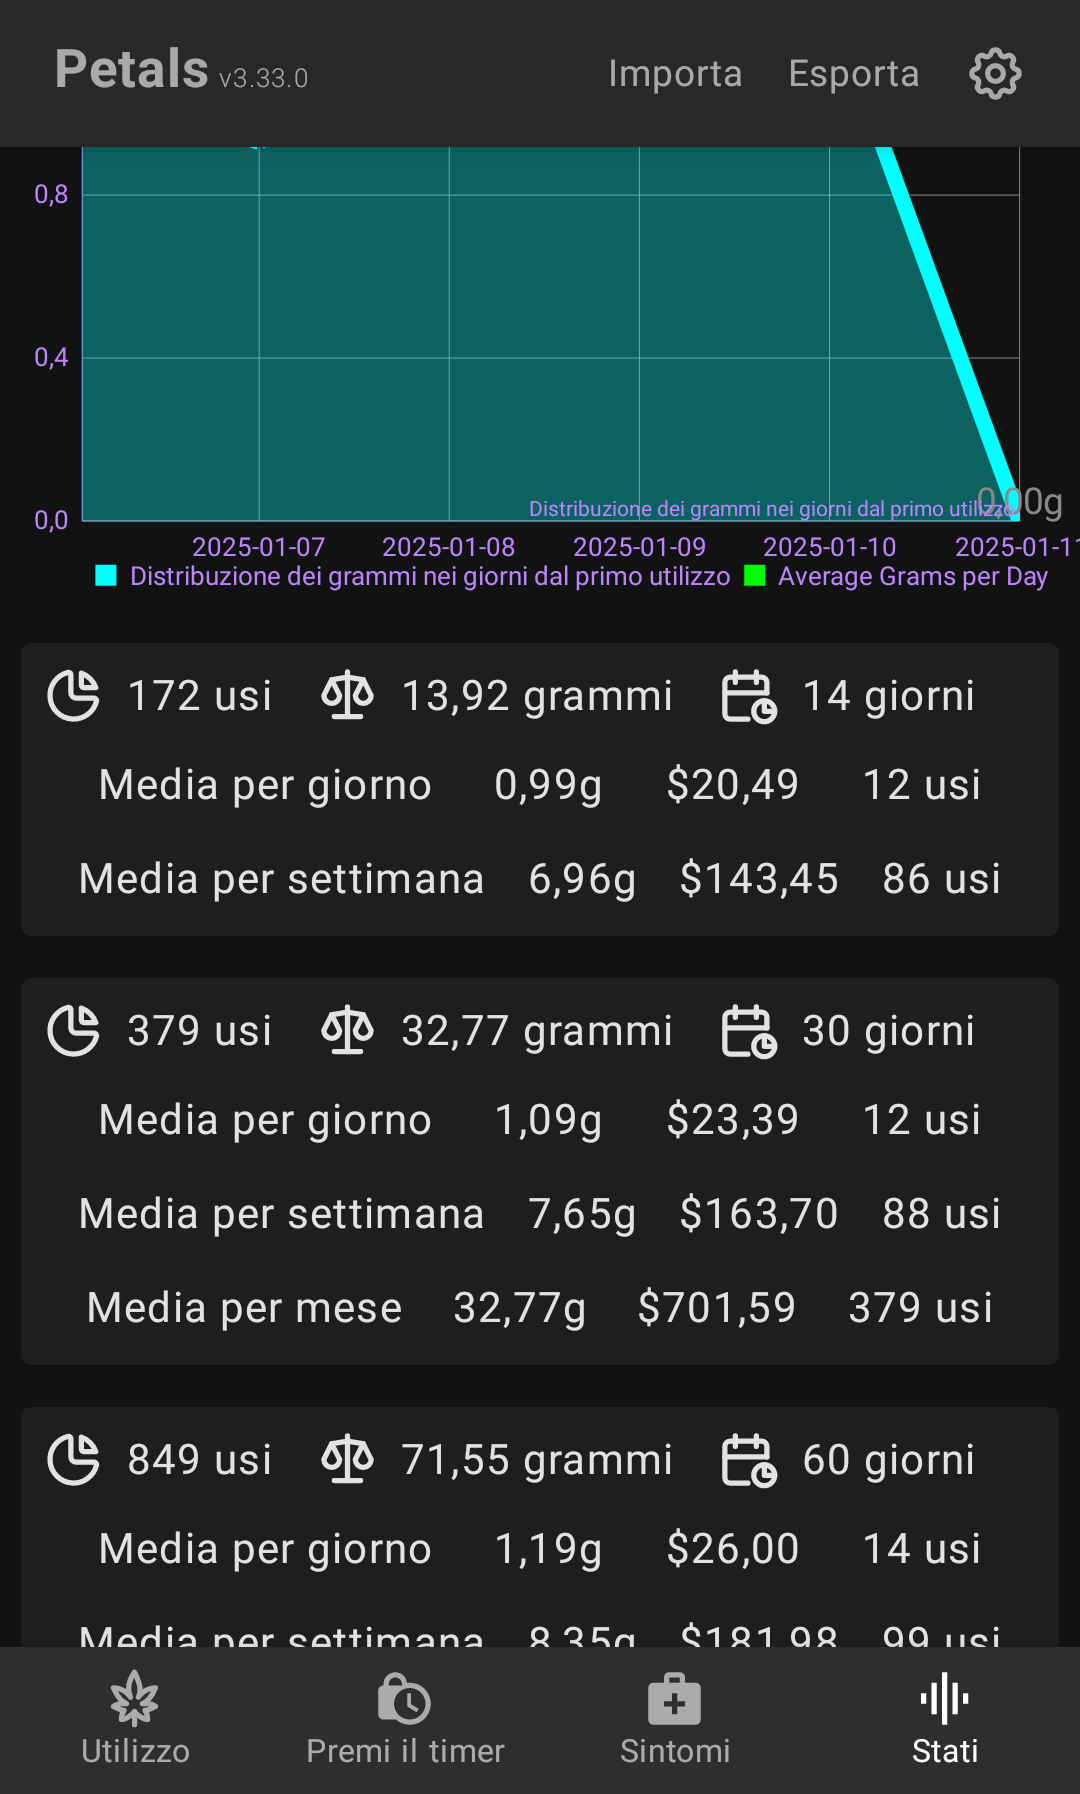 Petals v3.33.0 Importa Esporta
0,8
0,4
0,0
Distribuzione dei grammi nei giorni dal primo utilizzo 0,00g
2025-01-07 2025-01-08 2025-01-09 2025-01-10 2025-01-11
Distribuzione dei grammi nei giorni dal primo utilizzo Average Grams per Day
172 usi 13,92 grammi 14 giorni
Media per giorno 0,99g $20,49 12 usi
Media per settimana 6,96g $143,45 86 usi
379 usi 32,77 grammi 30 giorni
Media per giorno 1,09g $23,39 12 usi
Media per settimana 7,65g $163,70 88 usi
Media per mese 32,77g $701,59 379 usi
849 usi 71,55 grammi 60 giorni
Media per giorno 1,19g $26,00 14 usi
Media per settimana 8,35g $181,98 99 usi
Utilizzo Premi il timer Sintomi Stati